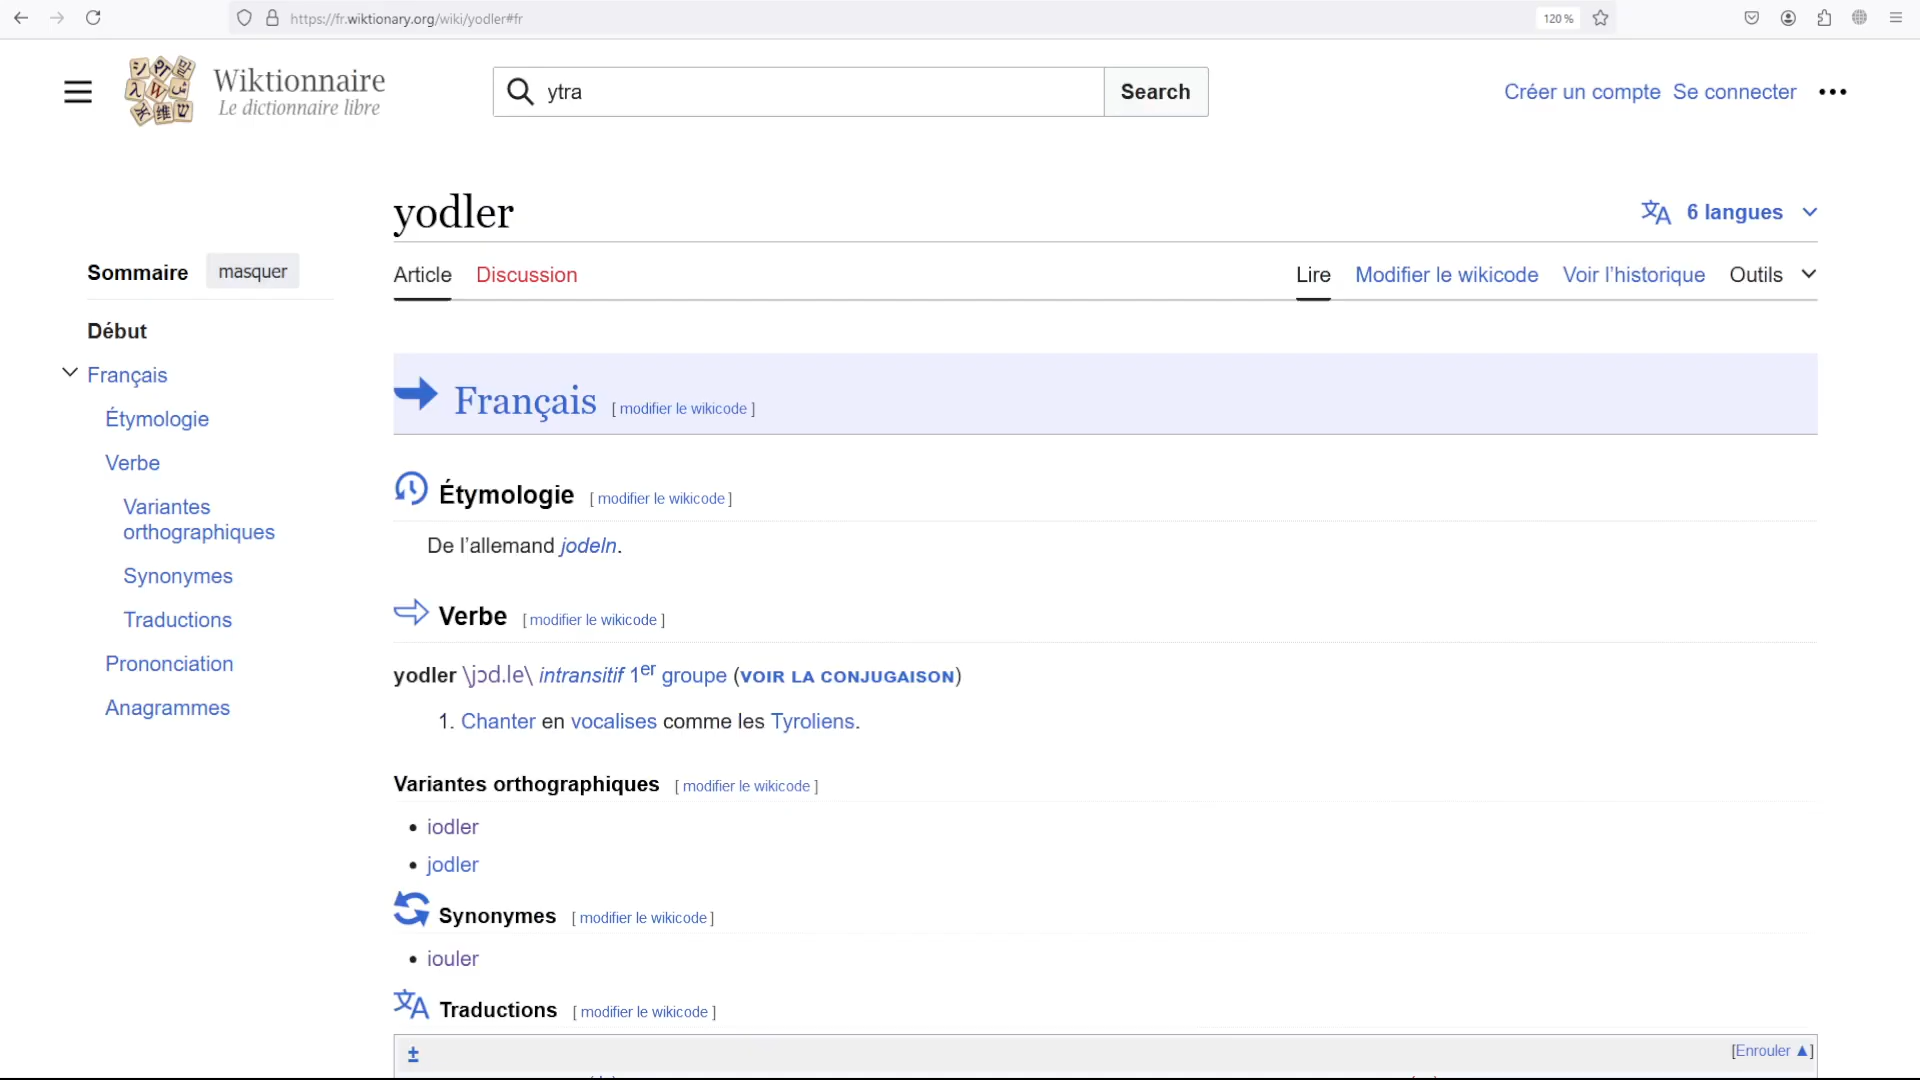 https://fr.wiktionary.org/wiki/yodler#fr
120 %
Wiktionnaire
Le dictionnaire libre
ytra
Search
Créer un compte Se connecter
yodler
6 langues
Sommaire masquer
Article Discussion
Lire Modifier le wikicode Voir l’historique Outils
Début
Français
Étymologie
Verbe
Variantes
orthographiques
Synonymes
Traductions
Prononciation
Anagrammes
Français [ modifier le wikicode ]
Étymologie [ modifier le wikicode ]
De l’allemand jodeln.
Verbe [ modifier le wikicode ]
yodler \jɔd.le\ intransitif 1er groupe (VOIR LA CONJUGAISON)
1. Chanter en vocalises comme les Tyroliens.
Variantes orthographiques [ modifier le wikicode ]
• iodler
• jodler
Synonymes [ modifier le wikicode ]
• iouler
Traductions [ modifier le wikicode ]
±
[Enrouler ▲]